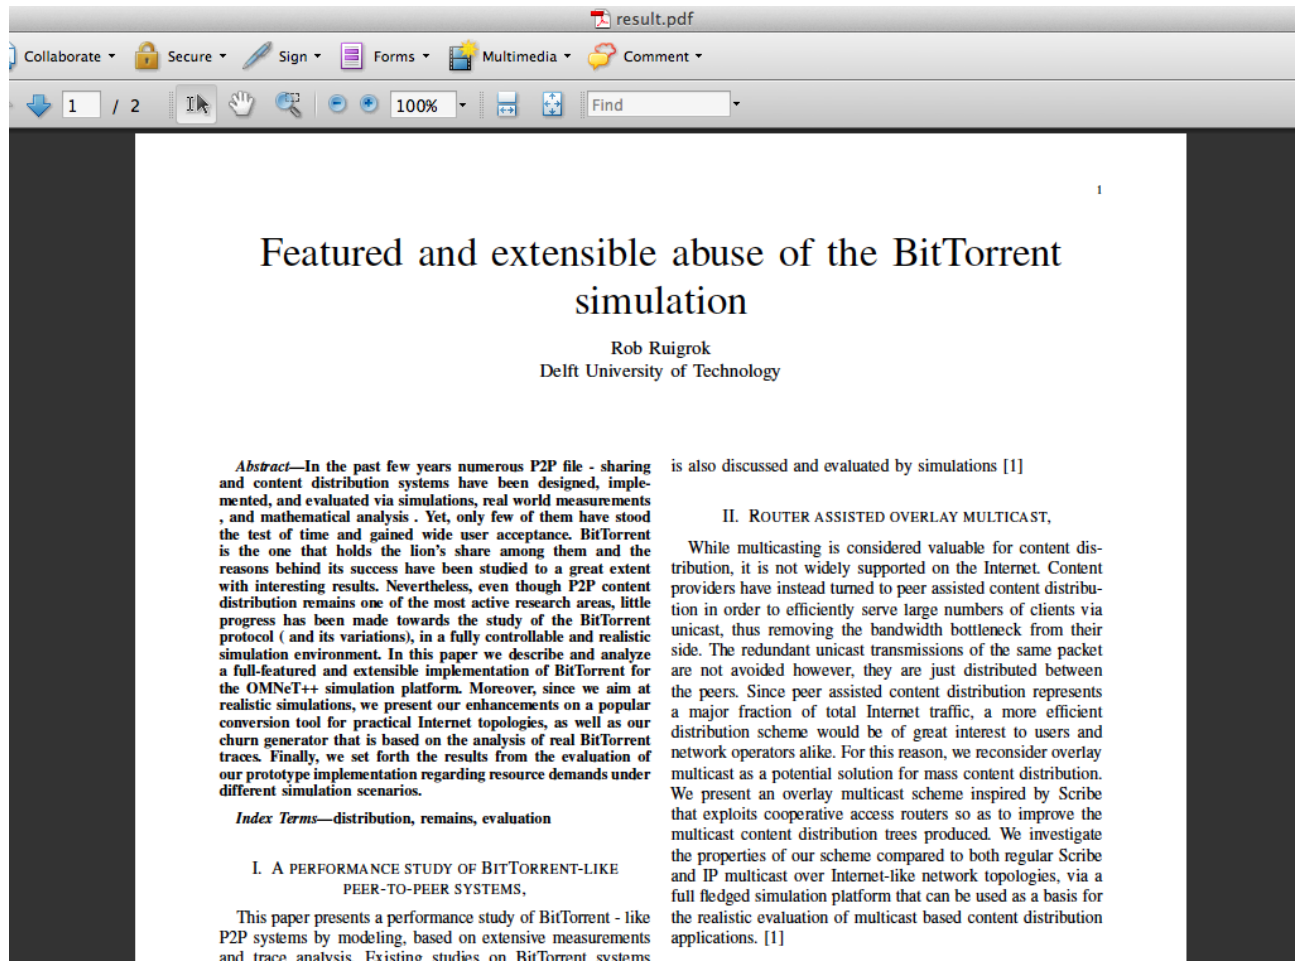 result.pdf
Collaborate
Secure
Sign
Forms
Multimedia
Comment
1 / 2
100%
Find
1
Featured and extensible abuse of the BitTorrent
simulation
Rob Ruigrok
Delft University of Technology
Abstract—In the past few years numerous P2P file - sharing
and content distribution systems have been designed, imple-
mented, and evaluated via simulations, real world measurements
, and mathematical analysis . Yet, only few of them have stood
the test of time and gained wide user acceptance. BitTorrent
is the one that holds the lion's share among them and the
reasons behind its success have been studied to a great extent
with interesting results. Nevertheless, even though P2P content
distribution remains one of the most active research areas, little
progress has been made towards the study of the BitTorrent
protocol ( and its variations), in a fully controllable and realistic
simulation environment. In this paper we describe and analyze
a full-featured and extensible implementation of BitTorrent for
the OMNeT++ simulation platform. Moreover, since we aim at
realistic simulations, we present our enhancements on a popular
conversion tool for practical Internet topologies, as well as our
churn generator that is based on the analysis of real BitTorrent
traces. Finally, we set forth the results from the evaluation of
our prototype implementation regarding resource demands under
different simulation scenarios.
Index Terms—distribution, remains, evaluation
I. A PERFORMANCE STUDY OF BITTORRENT-LIKE
PEER-TO-PEER SYSTEMS,
This paper presents a performance study of BitTorrent - like
P2P systems by modeling, based on extensive measurements
and trace analysis. Existing studies on BitTorrent systems
is also discussed and evaluated by simulations [1]
II. ROUTER ASSISTED OVERLAY MULTICAST,
While multicasting is considered valuable for content dis-
tribution, it is not widely supported on the Internet. Content
providers have instead turned to peer assisted content distribu-
tion in order to efficiently serve large numbers of clients via
unicast, thus removing the bandwidth bottleneck from their
side. The redundant unicast transmissions of the same packet
are not avoided however, they are just distributed between
the peers. Since peer assisted content distribution represents
a major fraction of total Internet traffic, a more efficient
distribution scheme would be of great interest to users and
network operators alike. For this reason, we reconsider overlay
multicast as a potential solution for mass content distribution.
We present an overlay multicast scheme inspired by Scribe
that exploits cooperative access routers so as to improve the
multicast content distribution trees produced. We investigate
the properties of our scheme compared to both regular Scribe
and IP multicast over Internet-like network topologies, via a
full fledged simulation platform that can be used as a basis for
the realistic evaluation of multicast based content distribution
applications. [1]